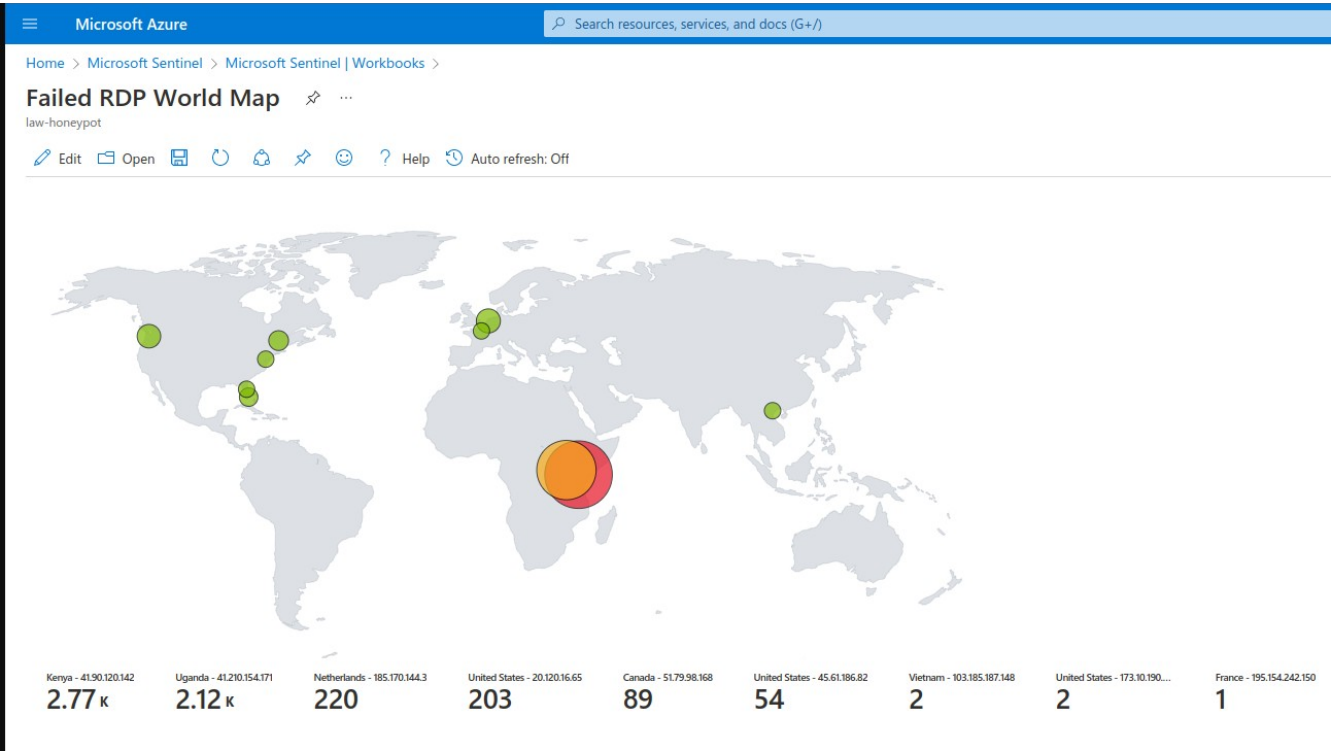 Microsoft Azure
Search resources, services, and docs (G+/)
Home > Microsoft Sentinel > Microsoft Sentinel | Workbooks >
Failed RDP World Map ...
law-honeypot
Edit Open ? Help Auto refresh: Off
Kenya - 41.90.120.142 Uganda - 41.210.154.171 Netherlands - 185.170.144.3 United States - 20.120.16.65 Canada - 51.79.98.168 United States - 45.61.186.82 Vietnam - 103.185.187.148 United States - 173.10.190.... France - 195.154.242.150
2.77 K 2.12 K 220 203 89 54 2 2 1